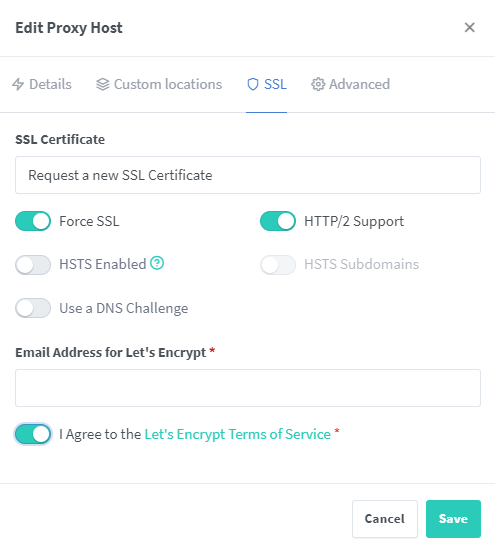 Edit Proxy Host ×
Details Custom locations SSL Advanced
SSL Certificate
Request a new SSL Certificate
Force SSL HTTP/2 Support
HSTS Enabled ? HSTS Subdomains
Use a DNS Challenge
Email Address for Let's Encrypt *
I Agree to the Let's Encrypt Terms of Service *
Cancel Save